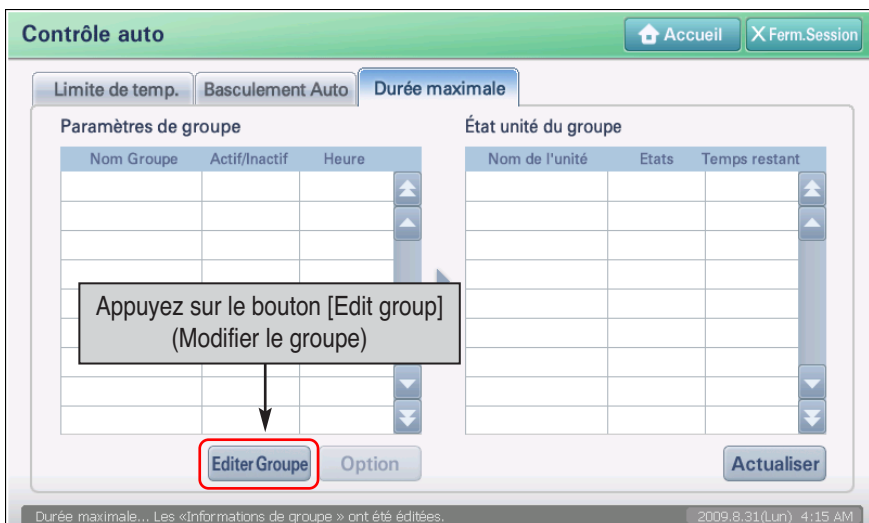 Contrôle auto
Accueil
X Ferm.Session
Limite de temp.
Basculement Auto
Durée maximale
Paramètres de groupe
État unité du groupe
Nom Groupe Actif/Inactif Heure
Nom de l'unité Etats Temps restant
Appuyez sur le bouton [Edit group]
(Modifier le groupe)
Editer Groupe
Option
Actualiser
Durée maximale... Les «Informations de groupe » ont été éditées.
2009.8.31(Lun) 4:15 AM